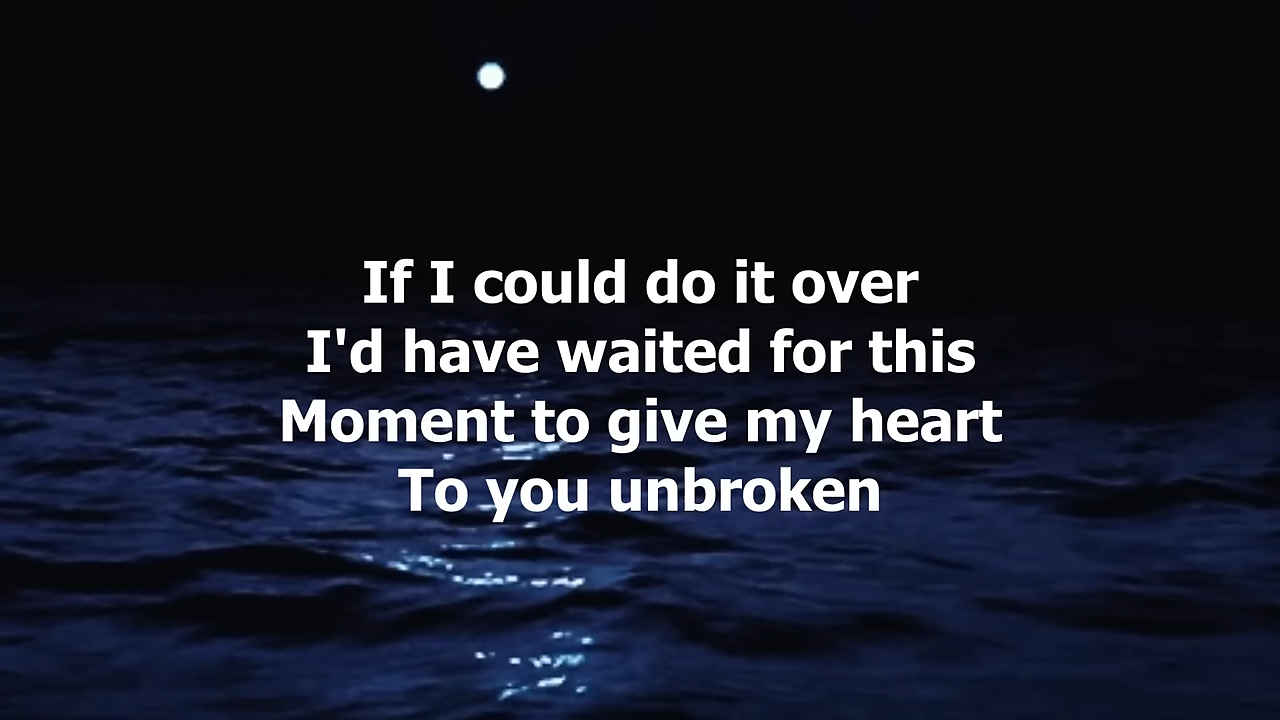 If I could do it over
I'd have waited for this
Moment to give my heart
To you unbroken